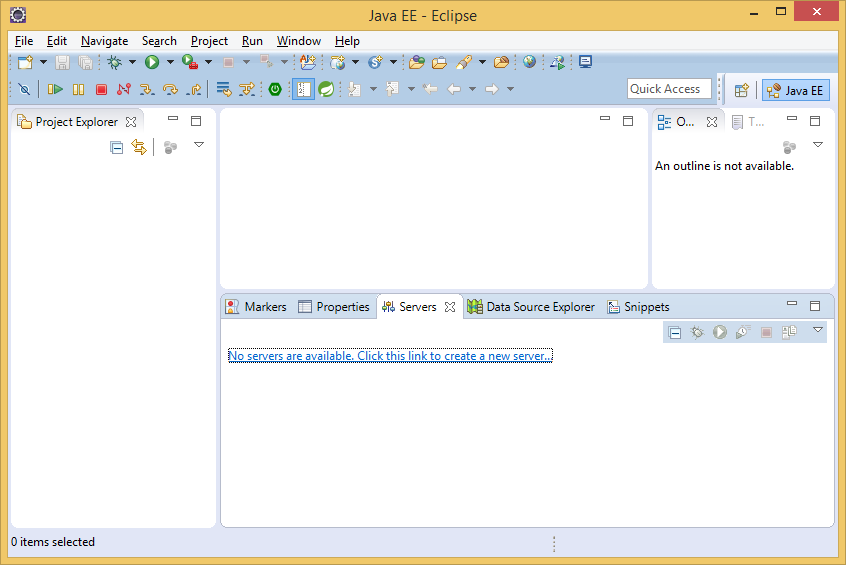 Java EE - Eclipse
File Edit Navigate Search Project Run Window Help
Quick Access
Java EE
Project Explorer
O...
T...
An outline is not available.
Markers Properties Servers Data Source Explorer Snippets
No servers are available. Click this link to create a new server...
0 items selected